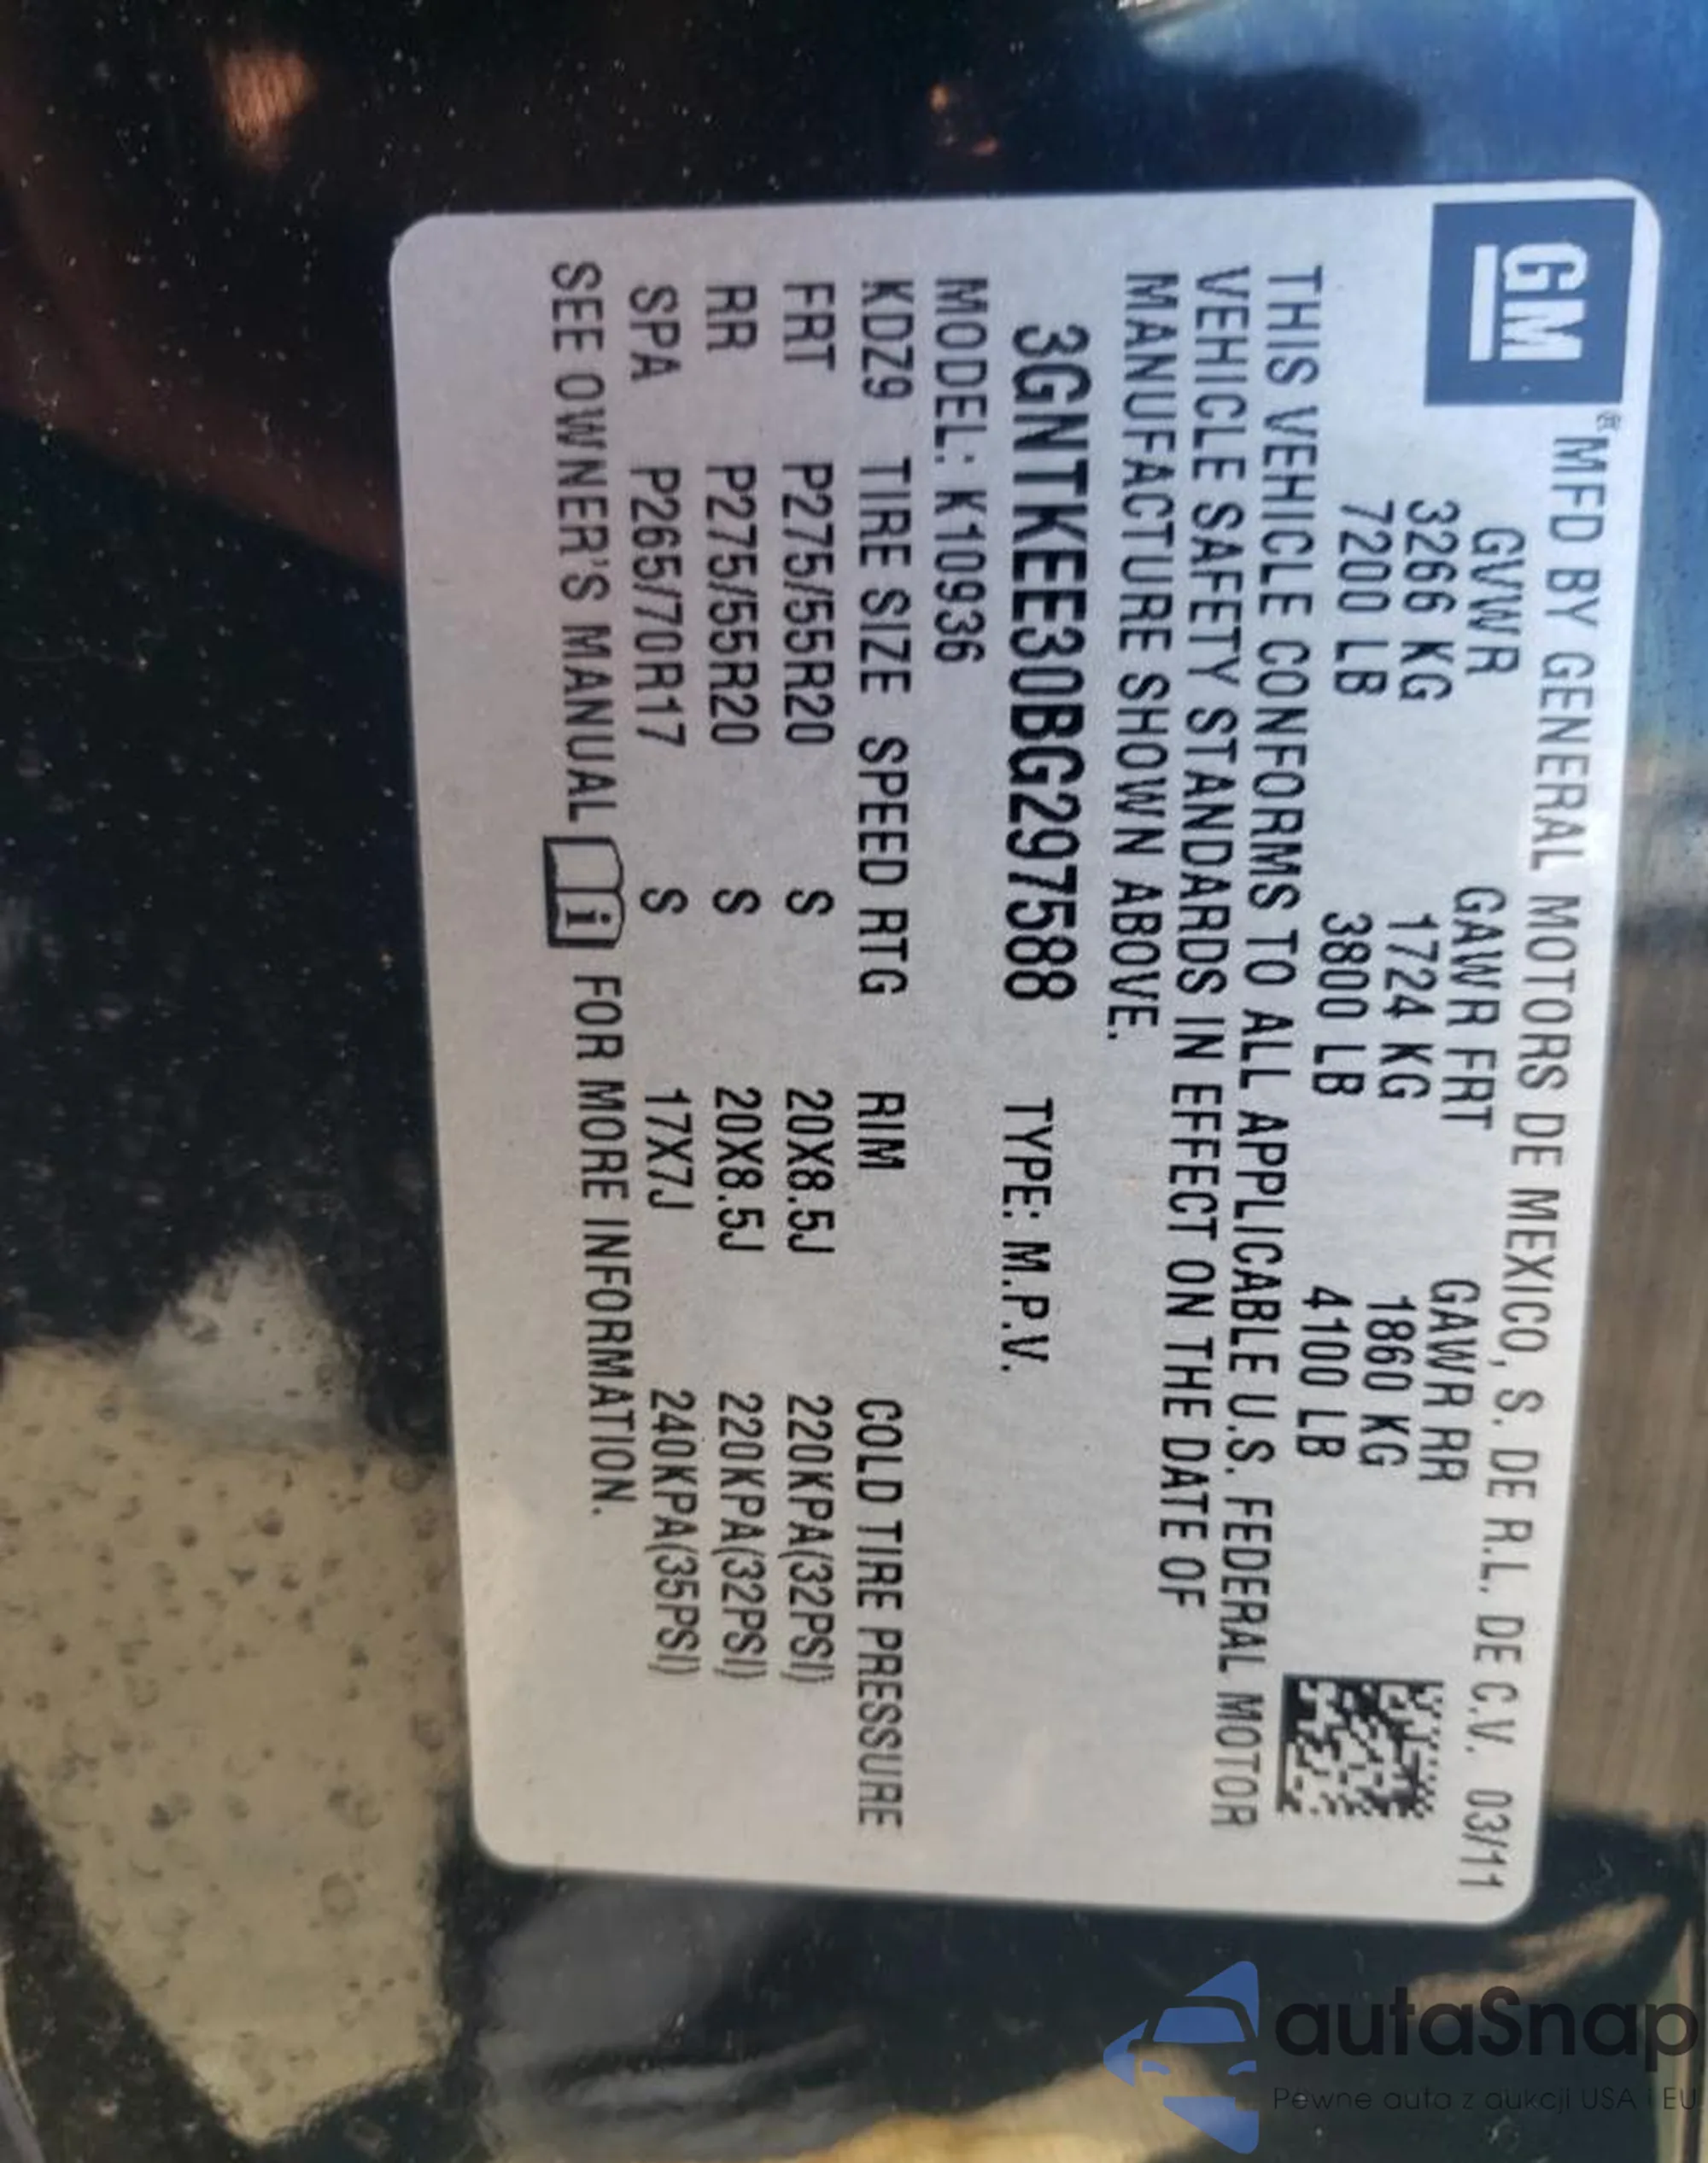 GM®
MFD BY GENERAL MOTORS DE MEXICO, S. DE R.L. DE C.V. 03/11
GVWR GAWR FRT GAWR RR
3266 KG 1724 KG 1860 KG
7200 LB 3800 LB 4100 LB
THIS VEHICLE CONFORMS TO ALL APPLICABLE U.S. FEDERAL MOTOR
VEHICLE SAFETY STANDARDS IN EFFECT ON THE DATE OF
MANUFACTURE SHOWN ABOVE.
3GNTKEE30BG297588 TYPE: M.P.V.
MODEL: K10936
KDZ9 TIRE SIZE SPEED RTG RIM COLD TIRE PRESSURE
FRT P275/55R20 S 20X8.5J 220KPA(32PSI)
RR P275/55R20 S 20X8.5J 220KPA(32PSI)
SPA P265/70R17 S 17X7J 240KPA(35PSI)
SEE OWNER'S MANUAL i FOR MORE INFORMATION.
autaSnap
Pewne auta z aukcji USA i EU